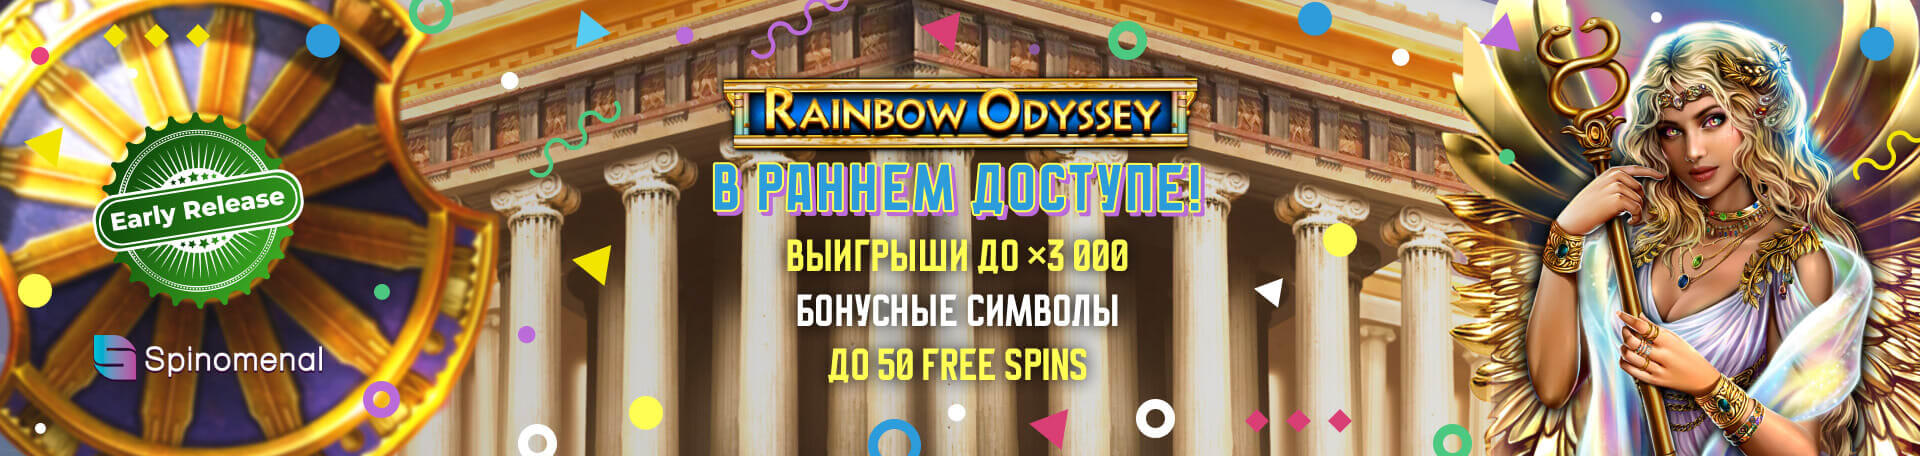 Early Release
Spinomenal
RAINBOW ODYSSEY
В РАННЕМ ДОСТУПЕ!
ВЫИГРЫШИ ДО ×3 000
БОНУСНЫЕ СИМВОЛЫ
ДО 50 FREE SPINS